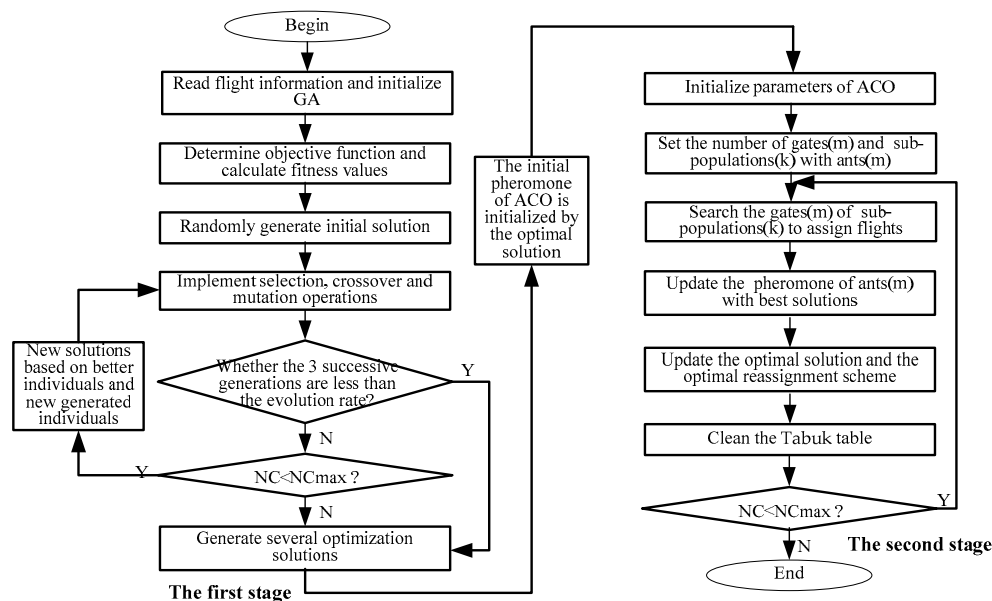 Begin
Read flight information and initialize
GA
Determine objective function and
calculate fitness values
Randomly generate initial solution
Implement selection, crossover and
mutation operations
New solutions
based on better
individuals and
new generated
individuals
Whether the 3 successive
generations are less than
the evolution rate?
Y
N
Y
NC<NCmax ?
N
Generate several optimization
solutions
The first stage
The initial
pheromone
of ACO is
initialized by
the optimal
solution
Initialize parameters of ACO
Set the number of gates(m) and sub-
populations(k) with ants(m)
Search the gates(m) of sub-
populations(k) to assign flights
Update the pheromone of ants(m)
with best solutions
Update the optimal solution and the
optimal reassignment scheme
Clean the Tabuk table
NC<NCmax ?
Y
N
The second stage
End